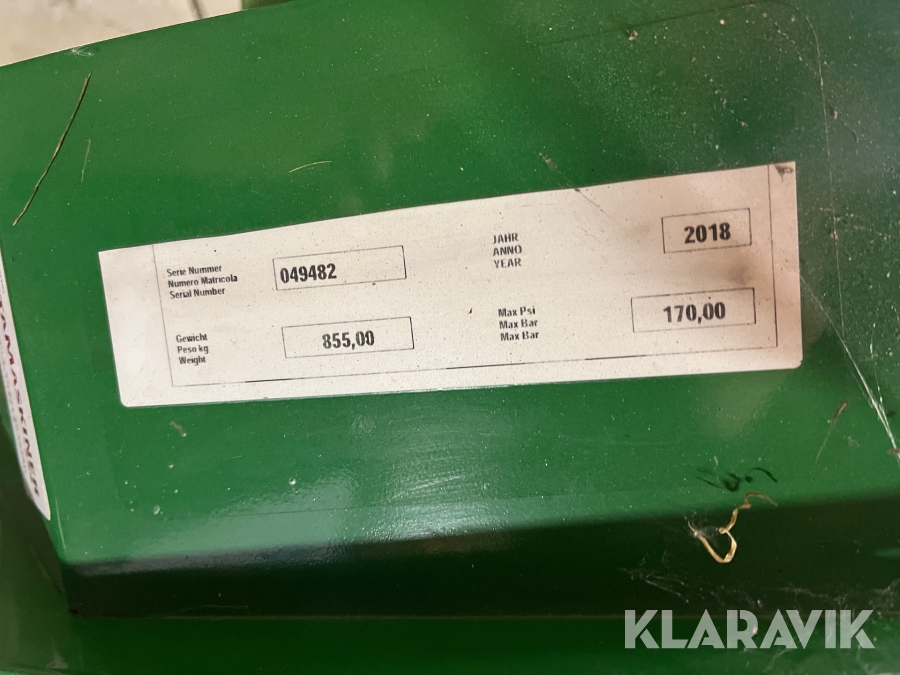 Serie Nummer
Numero Matricola
Serial Number
049482
JAHR
ANNO
YEAR
2018
Gewicht
Peso kg
Weight
855,00
Max Psi
Max Bar
Max Bar
170,00
KLARAVIK